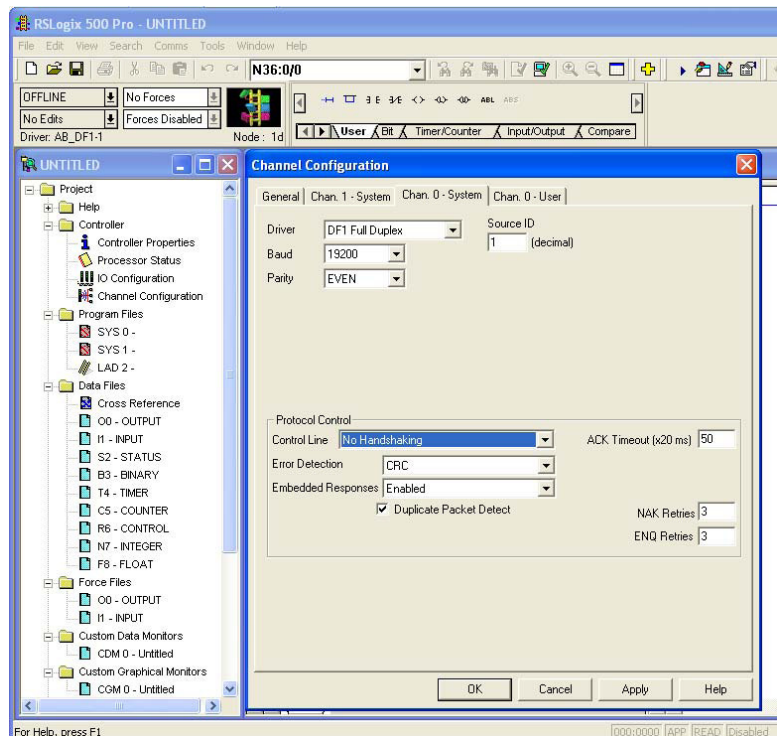 RSLogix 500 Pro - UNTITLED
File Edit View Search Comms Tools Window Help
N36:0/0
OFFLINE No Forces
No Edits Forces Disabled
Driver: AB_DF1-1 Node : 1d
ABL ABS
User Bit Timer/Counter Input/Output Compare
UNTITLED
Project
Help
Controller
Controller Properties
Processor Status
IO Configuration
Channel Configuration
Program Files
SYS 0 -
SYS 1 -
LAD 2 -
Data Files
Cross Reference
O0 - OUTPUT
I1 - INPUT
S2 - STATUS
B3 - BINARY
T4 - TIMER
C5 - COUNTER
R6 - CONTROL
N7 - INTEGER
F8 - FLOAT
Force Files
O0 - OUTPUT
I1 - INPUT
Custom Data Monitors
CDM 0 - Untitled
Custom Graphical Monitors
CGM 0 - Untitled
Channel Configuration
General Chan. 1 - System Chan. 0 - System Chan. 0 - User
Driver DF1 Full Duplex Source ID
Baud 19200 1 (decimal)
Parity EVEN
Protocol Control
Control Line No Handshaking ACK Timeout (x20 ms) 50
Error Detection CRC
Embedded Responses Enabled
Duplicate Packet Detect NAK Retries 3
ENQ Retries 3
OK Cancel Apply Help
For Help, press F1 000:0000 APP READ Disabled